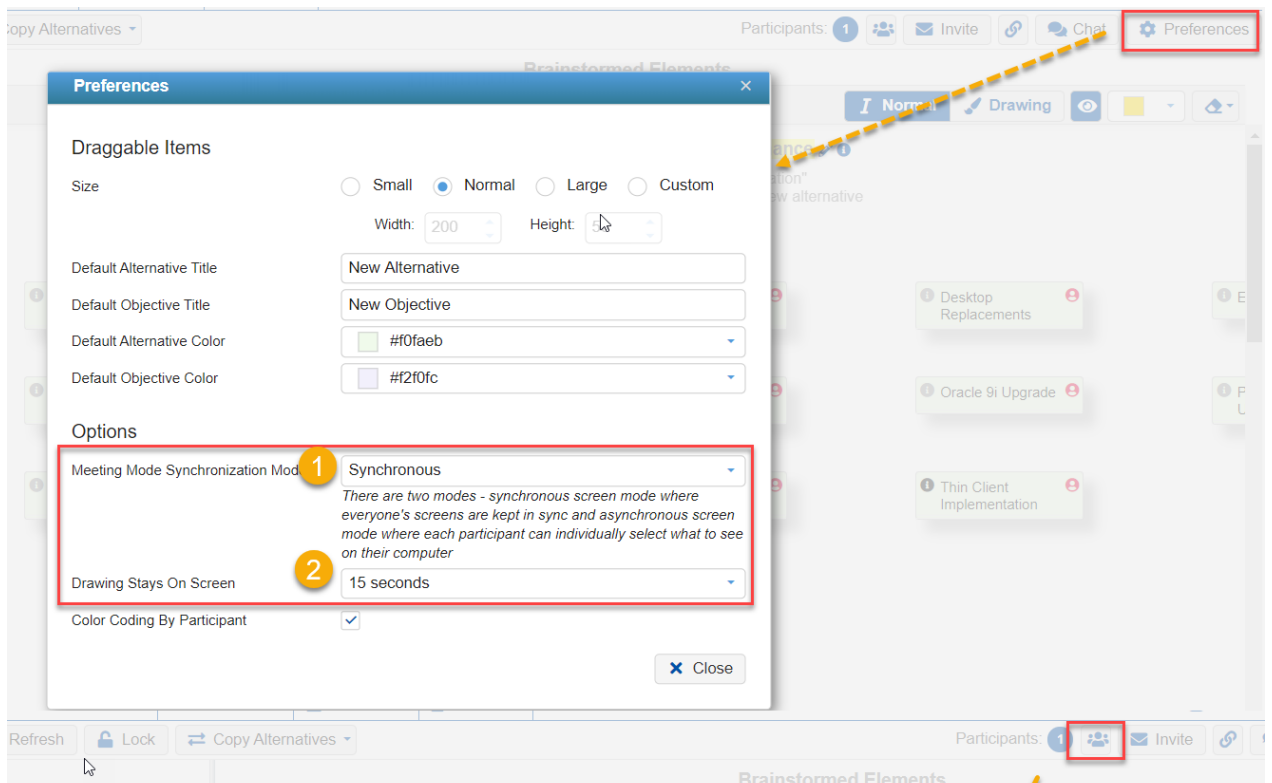 Copy Alternatives
Participants: 1 Invite Chat Preferences
Brainstormed Elements
Preferences
Normal Drawing
Draggable Items
Size Small Normal Large Custom
Width: 200 Height:
Default Alternative Title New Alternative
Default Objective Title New Objective
Default Alternative Color #f0faeb
Default Objective Color #f2f0fc
Options
Meeting Mode Synchronization 1 Synchronous
There are two modes - synchronous screen mode where
everyone's screens are kept in sync and asynchronous screen
mode where each participant can individually select what to see
on their computer
2
Drawing Stays On Screen 15 seconds
Color Coding By Participant
Close
new alternative
Desktop
Replacements
Oracle 9i Upgrade
Thin Client
Implementation
Refresh Lock Copy Alternatives Participants: 1 Invite
Brainstormed Elements